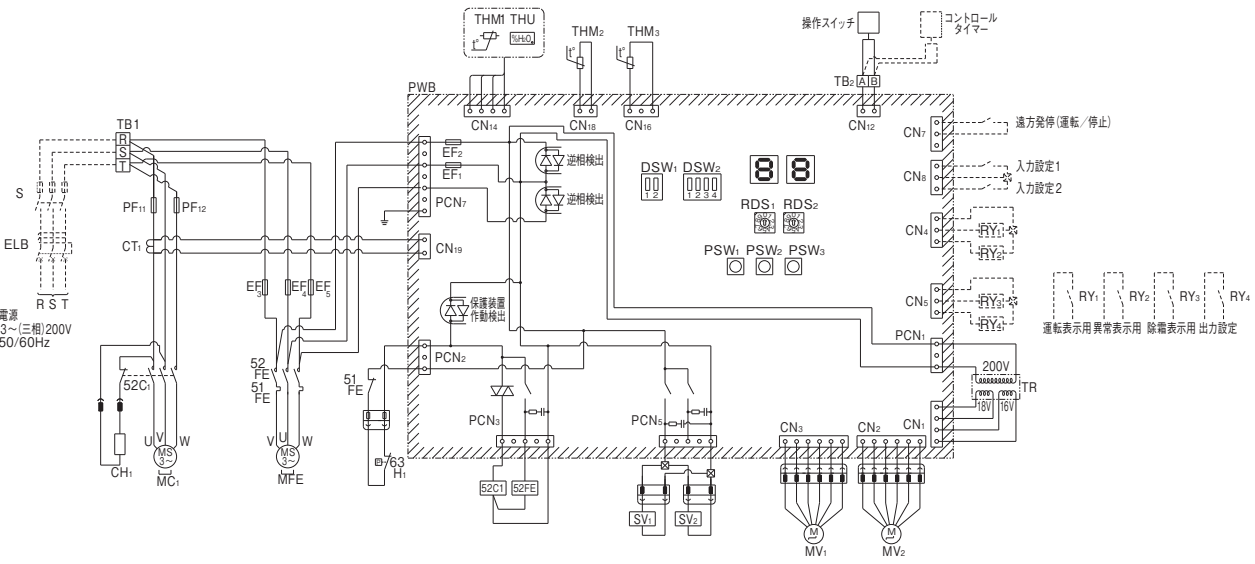 THM1 THU
t°
%H₂O
THM₂
t°
THM₃
t°
操作スイッチ
コントロール
タイマー
TB₂ A B
PWB
CN₁₄
CN₁₈
CN₁₆
CN₁₂
TB1
R
S
T
S
PF₁₁
PF₁₂
ELB
CT₁
R S T
電源
3~(三相)200V
50/60Hz
EF₂
EF₁
PCN₇
CN₁₉
逆相検出
逆相検出
DSW₁
1 2
DSW₂
1 2 3 4
8 8
RDS₁ RDS₂
PSW₁ PSW₂ PSW₃
CN₇
遠方発停(運転/停止)
CN₈
入力設定1
入力設定2
CN₄
RY₁
RY₂
CN₅
RY₃
RY₄
RY₁ RY₂ RY₃ RY₄
運転表示用 異常表示用 除霜表示用 出力設定
EF₃
EF₄
EF₅
保護装置
作動検出
PCN₂
PCN₁
200V
TR
18V 16V
52C₁
52
FE
51
FE
51
FE
PCN₃
PCN₅
CN₃
CN₂
CN₁
U V W
MS
3~
MC₁
CH₁
V U W
MS
3~
MFE
63
H₁
52C1
52FE
SV₁
SV₂
M
MV₁
M
MV₂